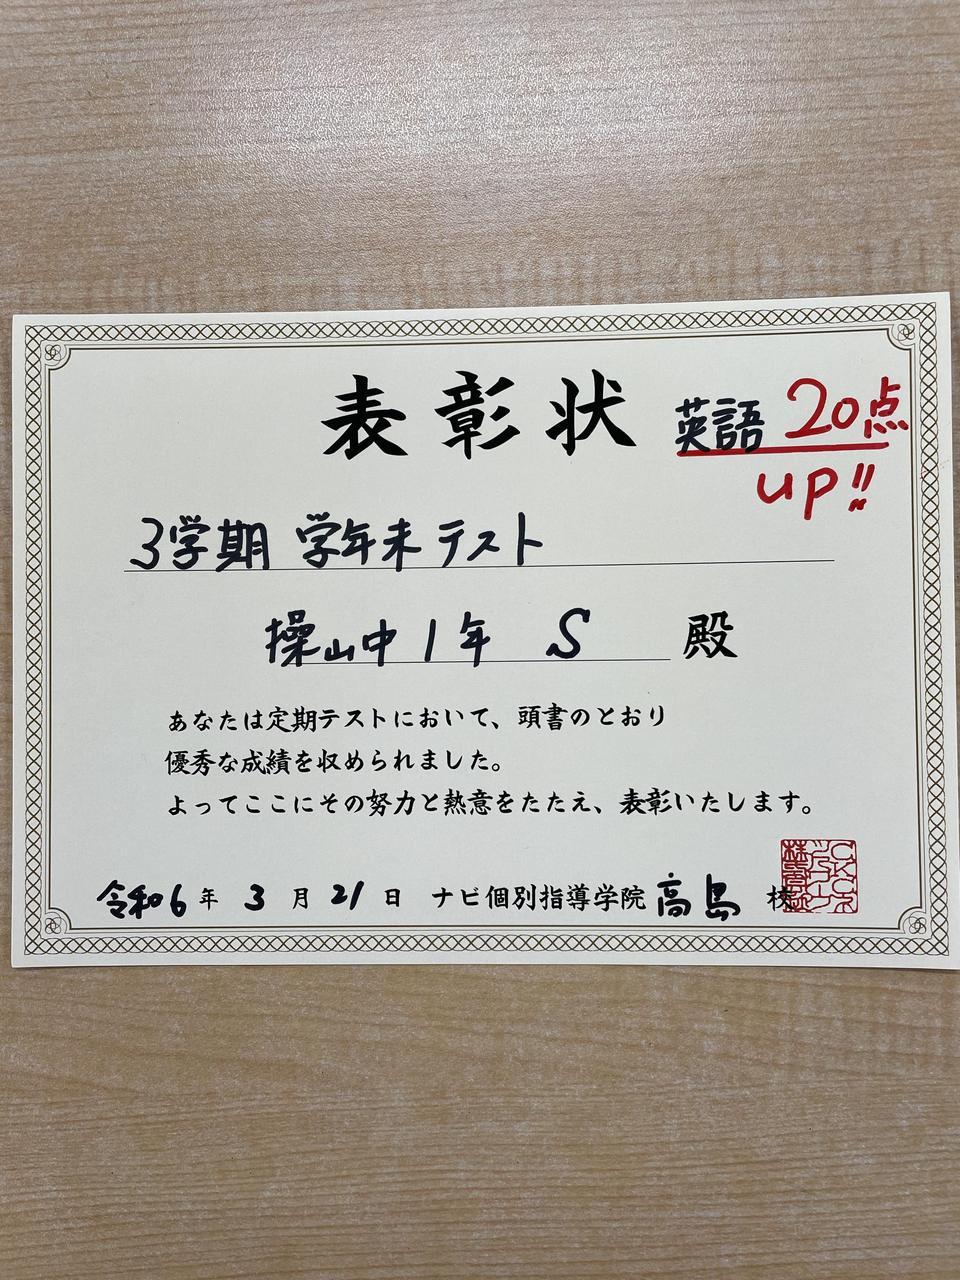 表彰状
英語 20点
up!!
3学期 学年末テスト
操山中1年 S 殿
あなたは定期テストにおいて、頭書のとおり
優秀な成績を収められました。
よってここにその努力と熱意をたたえ、表彰いたします。
令和6年3月21日 ナビ個別指導学院 高島 校